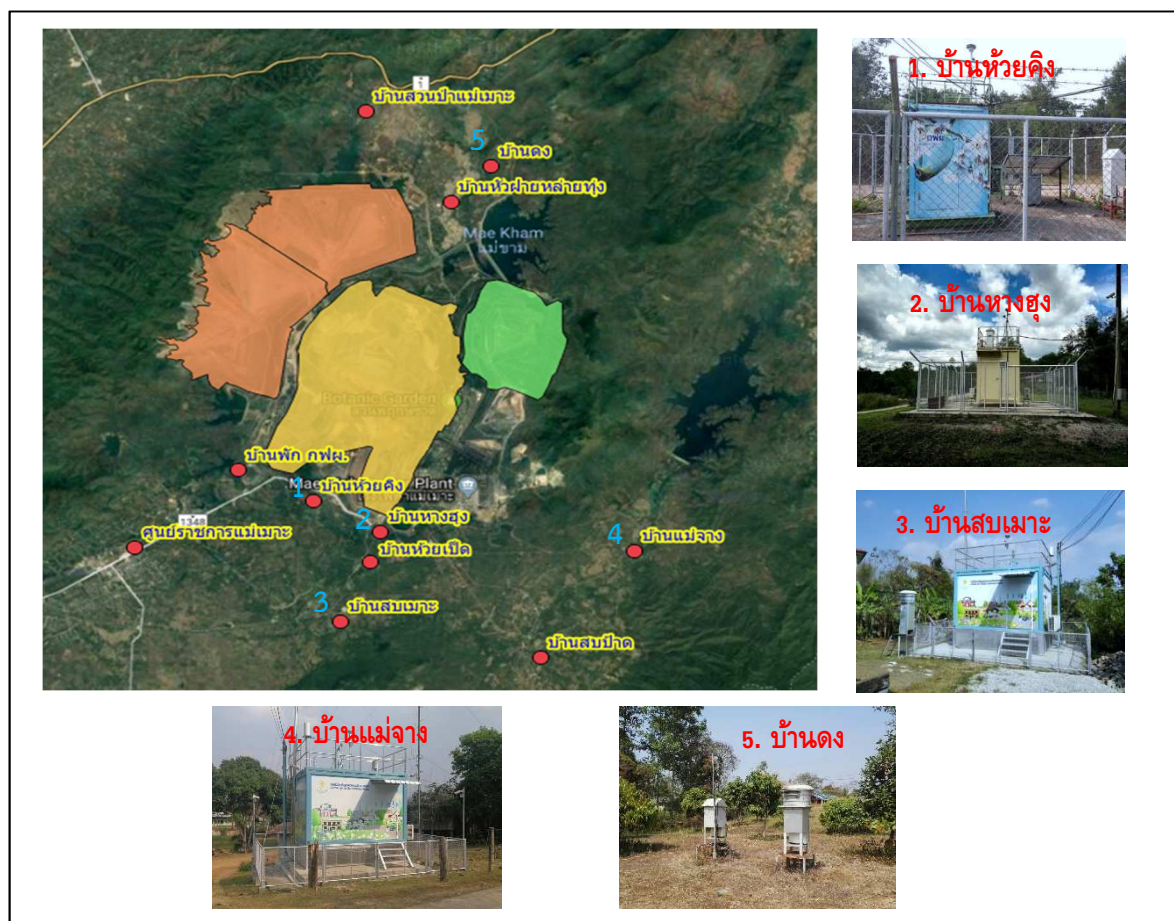 1
บ้านสวนป่าแม่เมาะ
5
บ้านดง
บ้านหัวฝายหล่ายทุ่ง
Mae Kham
แม่ขาม
Botanic Garden
บ้านพัก กฟผ.
1
บ้านห้วยคิง
Plant
1348
ศูนย์ราชการแม่เมาะ
2
บ้านหางฮุง
บ้านห้วยเป็ด
4
บ้านแม่จาง
3
บ้านสบเมาะ
บ้านสบป้าด
1. บ้านห้วยคิง
2. บ้านหางฮุง
3. บ้านสบเมาะ
4. บ้านแม่จาง
5. บ้านดง